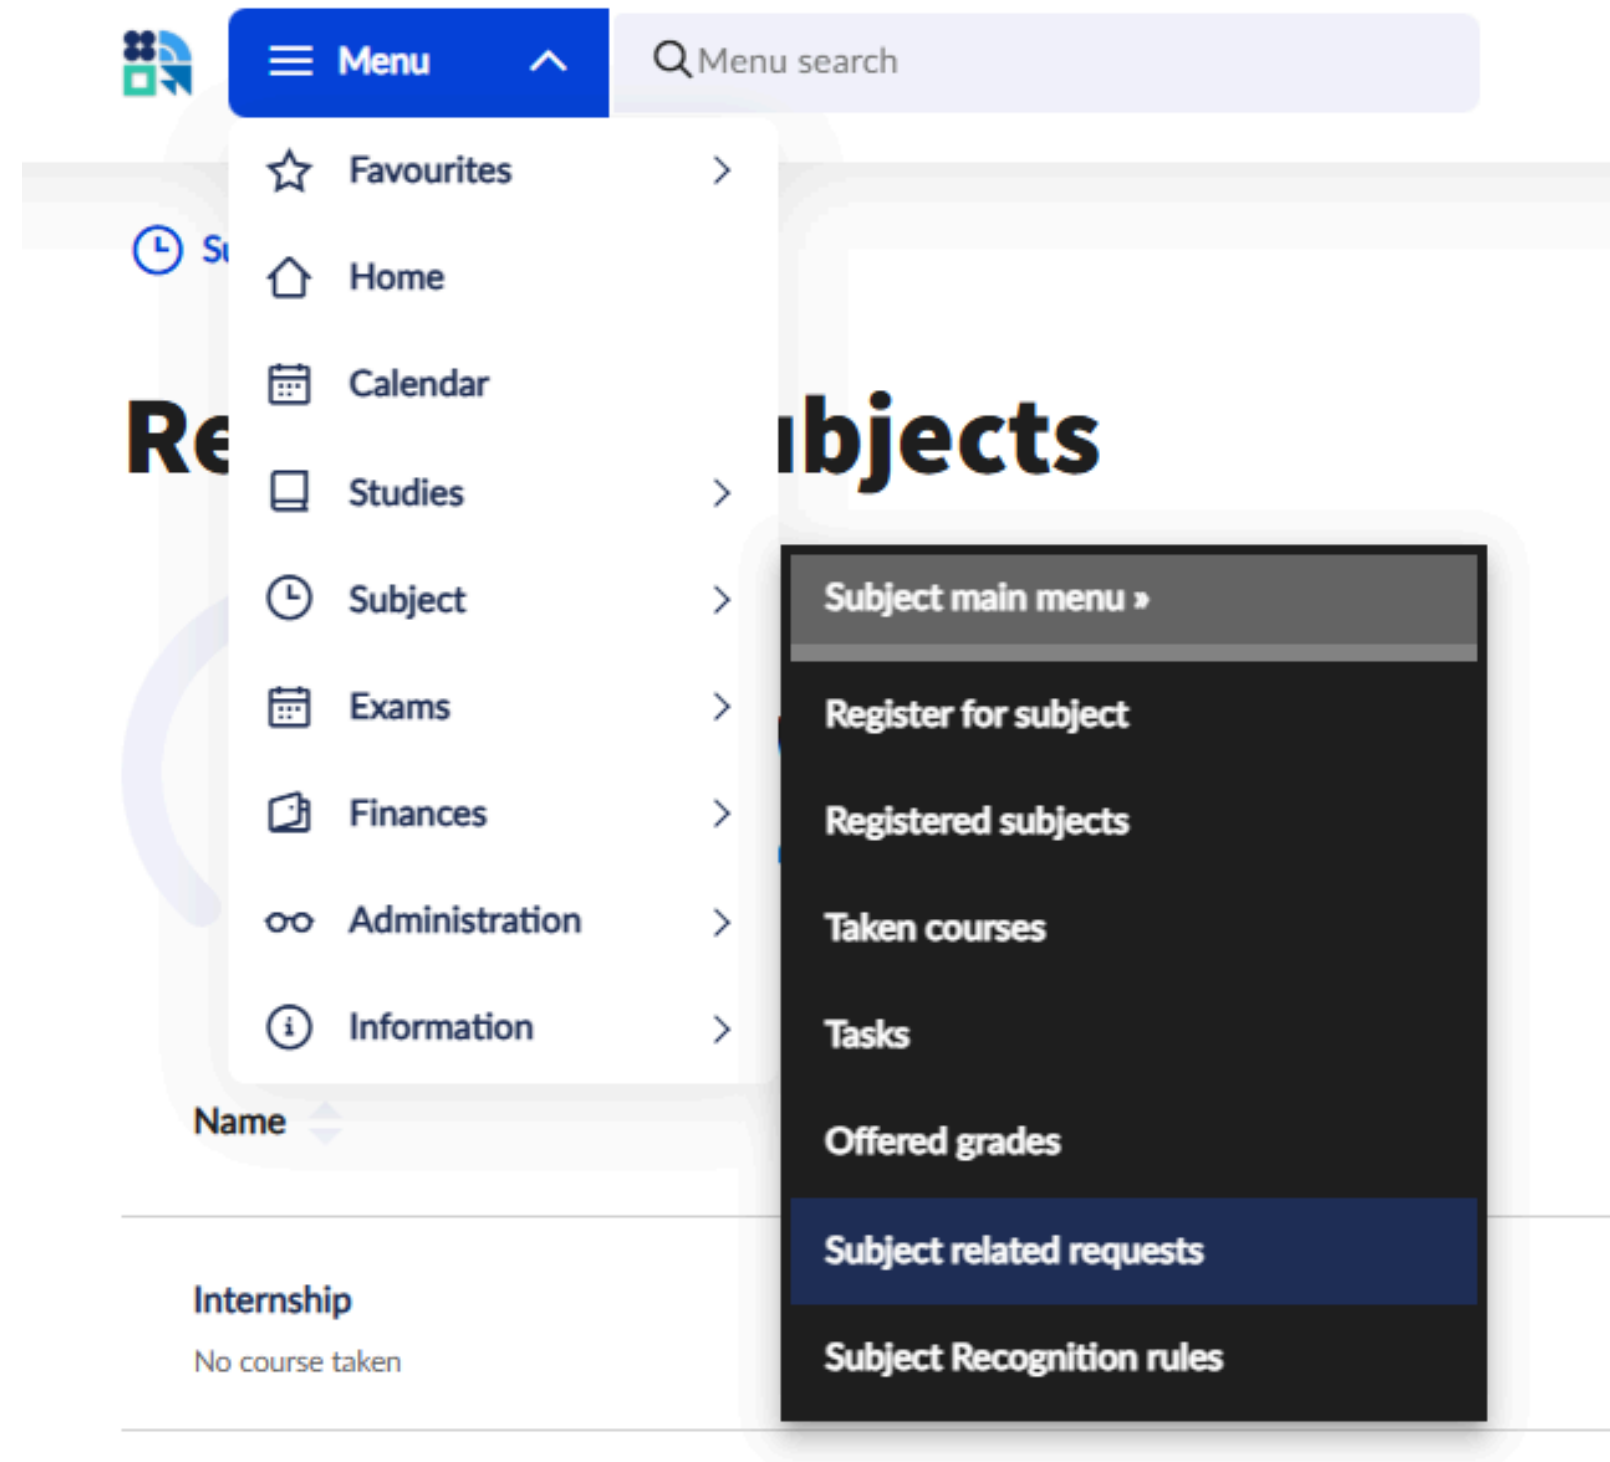 Menu
Menu search
Favourites
Home
Calendar
Studies
Subject
Exams
Finances
Administration
Information
Subject main menu »
Register for subject
Registered subjects
Taken courses
Tasks
Offered grades
Subject related requests
Subject Recognition rules
Name
Internship
No course taken